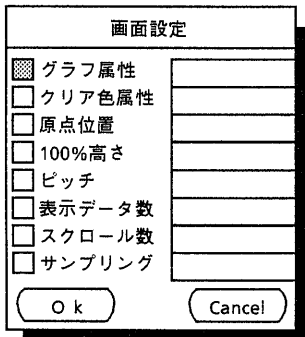 画面設定
グラフ属性
クリア色属性
原点位置
100%高さ
ピッチ
表示データ数
スクロール数
サンプリング
Ok Cancel